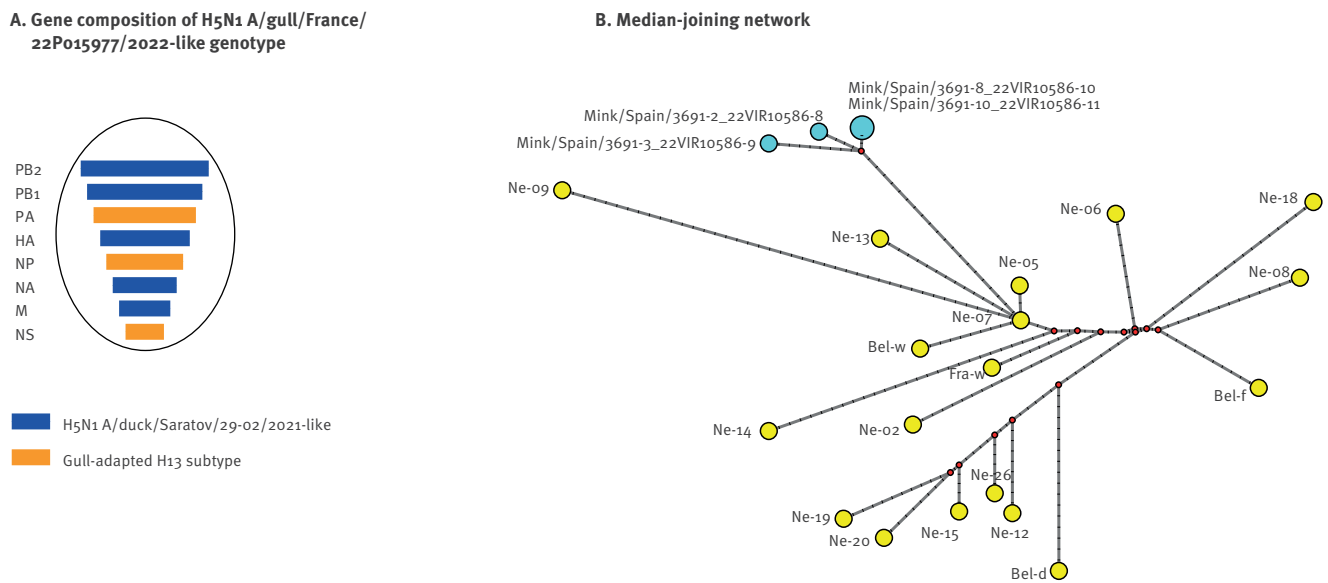 A. Gene composition of H5N1 A/gull/France/
22P015977/2022-like genotype
PB2
PB1
PA
HA
NP
NA
M
NS
H5N1 A/duck/Saratov/29-02/2021-like
Gull-adapted H13 subtype
B. Median-joining network
Mink/Spain/3691-8_22VIR10586-10
Mink/Spain/3691-10_22VIR10586-11
Mink/Spain/3691-2_22VIR10586-8
Mink/Spain/3691-3_22VIR10586-9
Ne-09
Ne-18
Ne-06
Ne-13
Ne-05
Ne-08
Ne-07
Bel-w
Fra-w
Bel-f
Ne-14
Ne-02
Ne-26
Ne-19
Ne-20
Ne-15
Ne-12
Bel-d